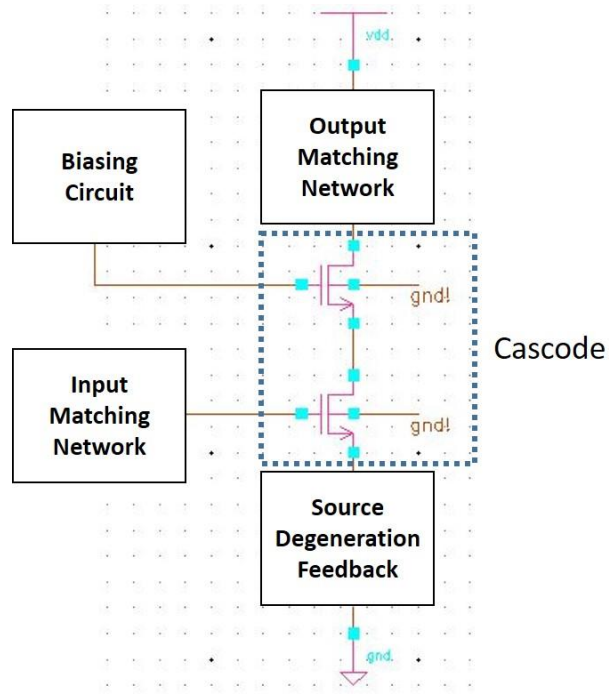 vdd.
Output
Matching
Network
Biasing
Circuit
gnd!
Cascode
Input
Matching
Network
gnd!
Source
Degeneration
Feedback
gnd.